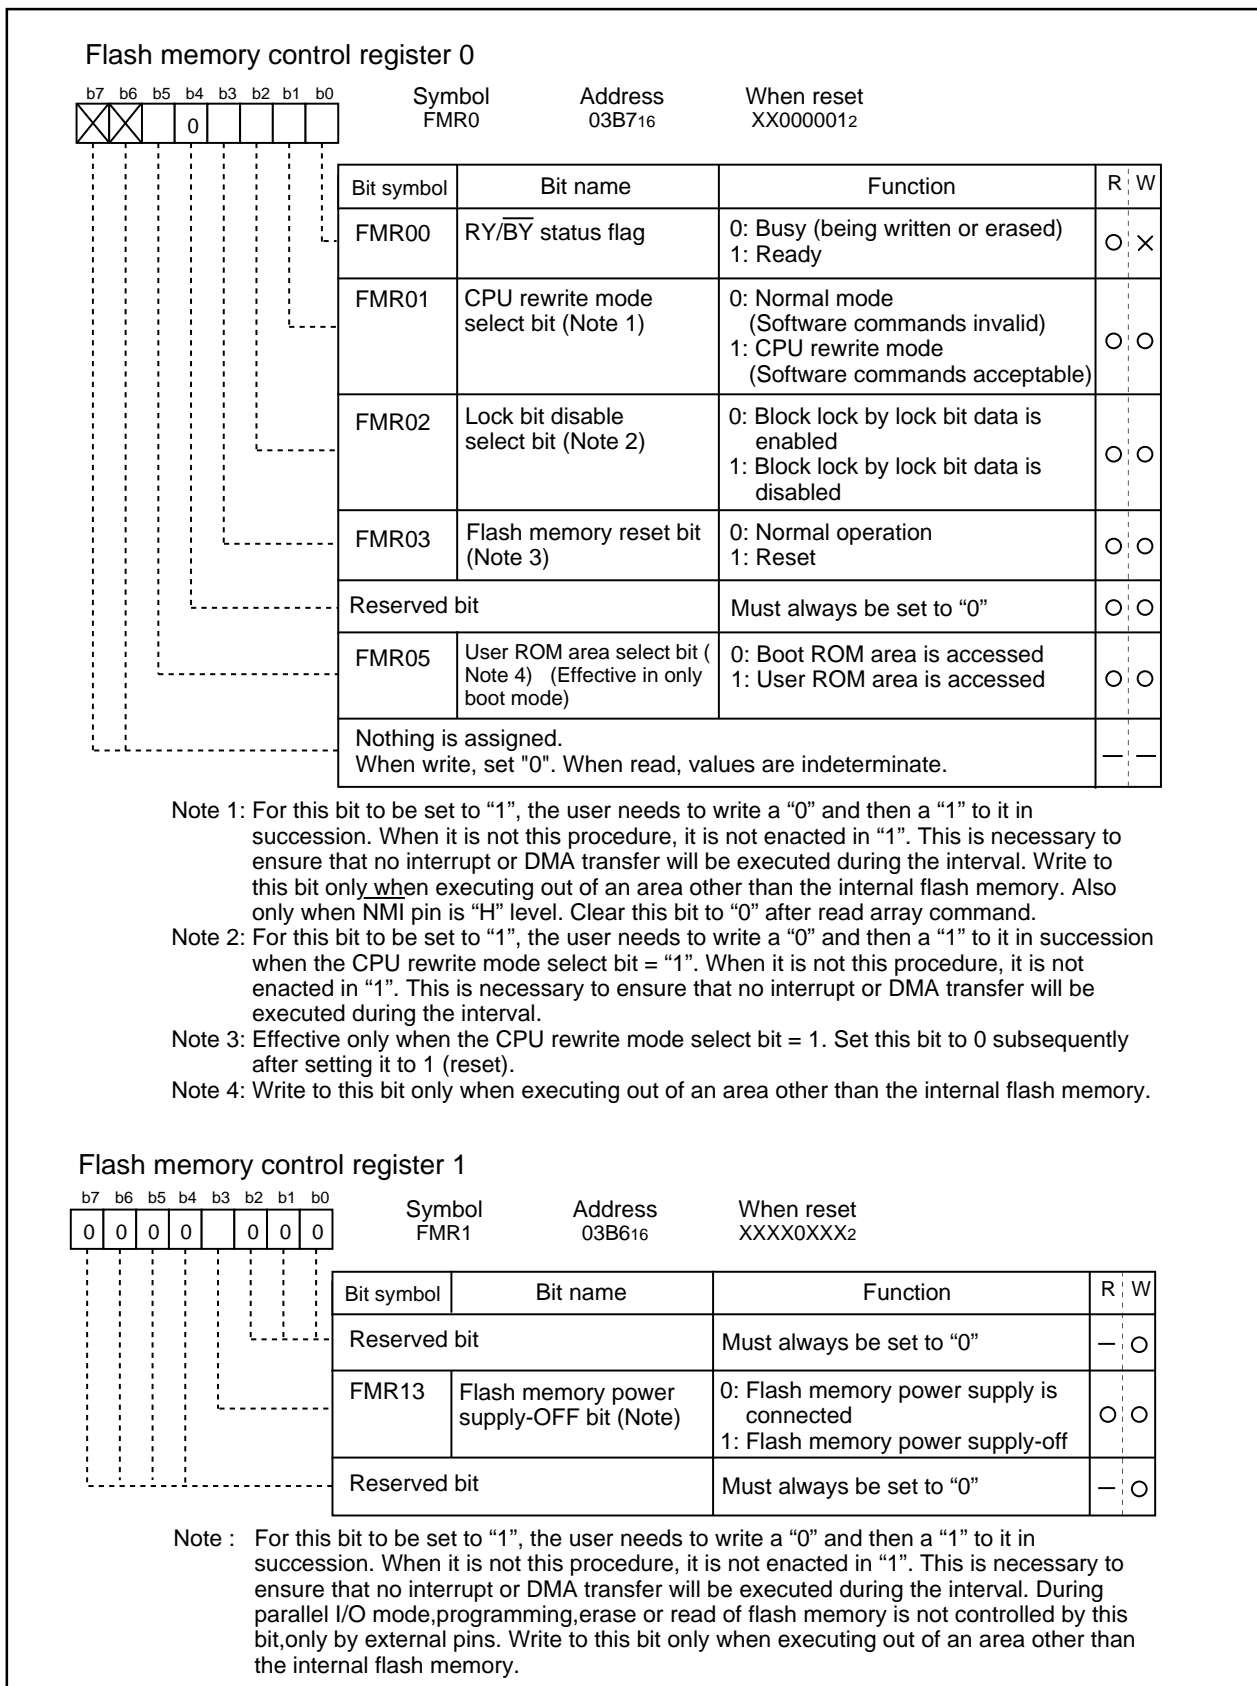 Flash memory control register 0
b7 b6 b5 b4 b3 b2 b1 b0
0
Symbol Address When reset
FMR0 03B716 XX0000012
Bit symbol Bit name Function R W
FMR00 RY/BY status flag 0: Busy (being written or erased)
1: Ready
FMR01 CPU rewrite mode 0: Normal mode
select bit (Note 1) (Software commands invalid)
1: CPU rewrite mode
(Software commands acceptable)
FMR02 Lock bit disable 0: Block lock by lock bit data is
select bit (Note 2) enabled
1: Block lock by lock bit data is
disabled
FMR03 Flash memory reset bit 0: Normal operation
(Note 3) 1: Reset
Reserved bit Must always be set to “0”
FMR05 User ROM area select bit ( 0: Boot ROM area is accessed
Note 4) (Effective in only 1: User ROM area is accessed
boot mode)
Nothing is assigned.
When write, set "0". When read, values are indeterminate.
Note 1: For this bit to be set to “1”, the user needs to write a “0” and then a “1” to it in
succession. When it is not this procedure, it is not enacted in “1”. This is necessary to
ensure that no interrupt or DMA transfer will be executed during the interval. Write to
this bit only when executing out of an area other than the internal flash memory. Also
only when NMI pin is “H” level. Clear this bit to “0” after read array command.
Note 2: For this bit to be set to “1”, the user needs to write a “0” and then a “1” to it in succession
when the CPU rewrite mode select bit = “1”. When it is not this procedure, it is not
enacted in “1”. This is necessary to ensure that no interrupt or DMA transfer will be
executed during the interval.
Note 3: Effective only when the CPU rewrite mode select bit = 1. Set this bit to 0 subsequently
after setting it to 1 (reset).
Note 4: Write to this bit only when executing out of an area other than the internal flash memory.
Flash memory control register 1
b7 b6 b5 b4 b3 b2 b1 b0
0 0 0 0 0 0 0
Symbol Address When reset
FMR1 03B616 XXXX0XXX2
Bit symbol Bit name Function R W
Reserved bit Must always be set to “0”
FMR13 Flash memory power 0: Flash memory power supply is
supply-OFF bit (Note) connected
1: Flash memory power supply-off
Reserved bit Must always be set to “0”
Note : For this bit to be set to “1”, the user needs to write a “0” and then a “1” to it in
succession. When it is not this procedure, it is not enacted in “1”. This is necessary to
ensure that no interrupt or DMA transfer will be executed during the interval. During
parallel I/O mode,programming,erase or read of flash memory is not controlled by this
bit,only by external pins. Write to this bit only when executing out of an area other than
the internal flash memory.